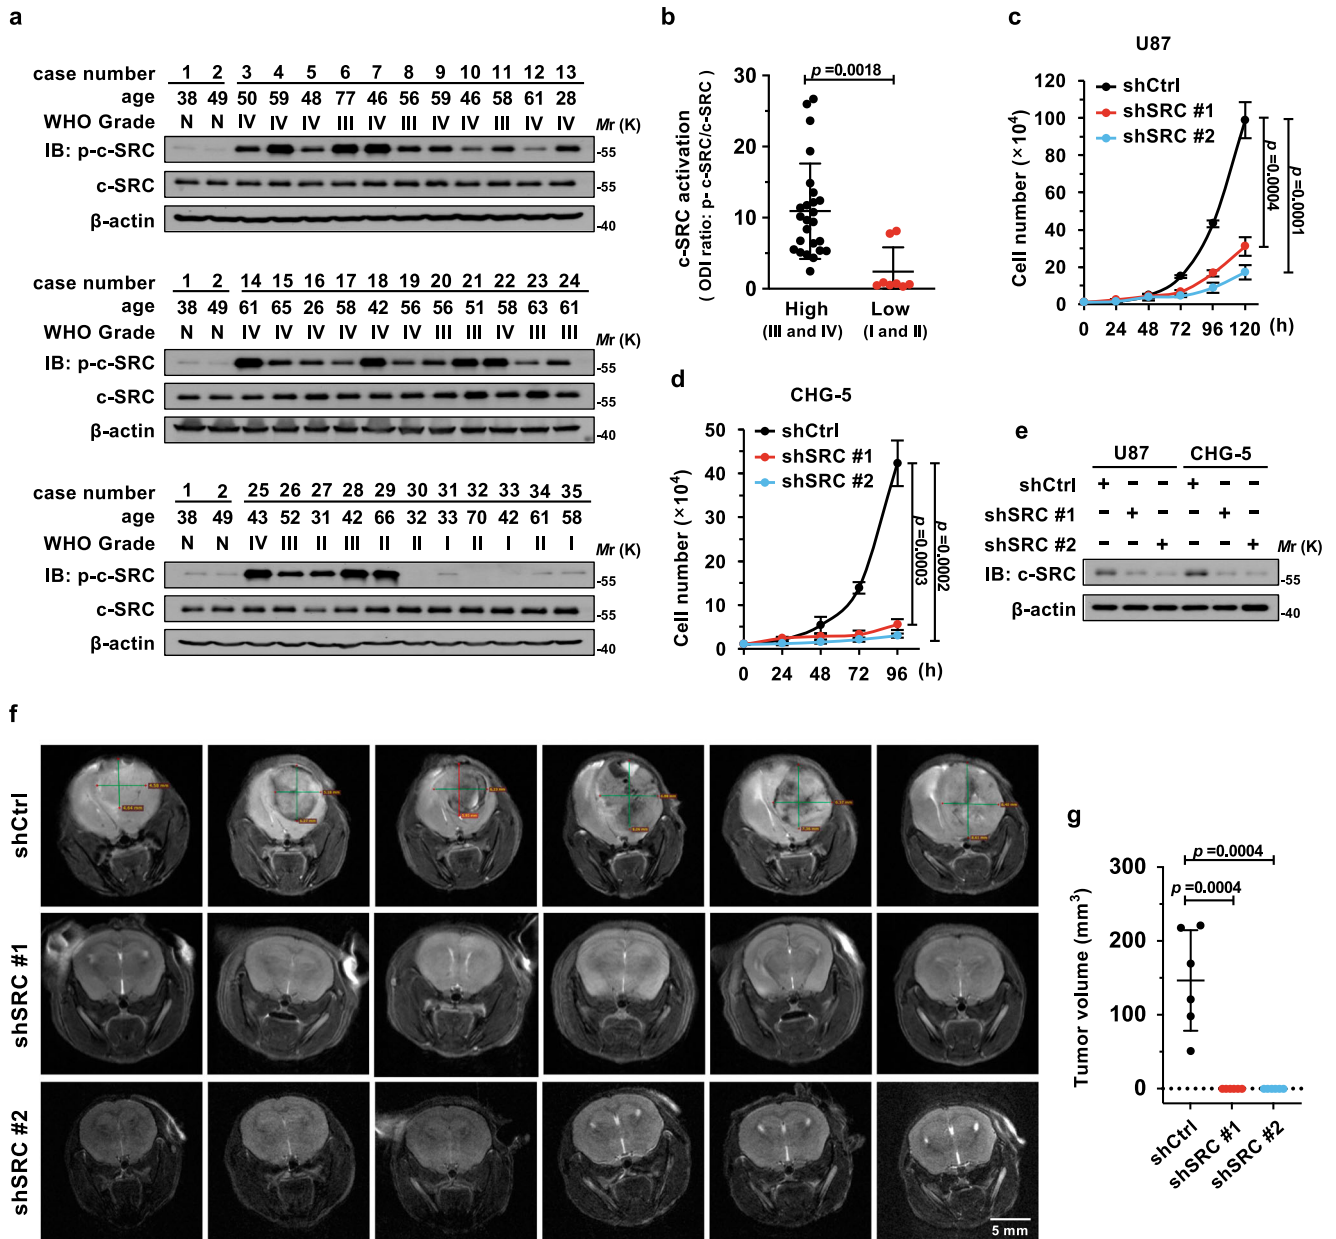 a
case number 1 2 3 4 5 6 7 8 9 10 11 12 13
age 38 49 50 59 48 77 46 56 59 46 58 61 28
WHO Grade N N IV IV IV III IV III IV IV III IV IV Mr (K)
IB: p-c-SRC -55
c-SRC -55
β-actin -40
case number 1 2 14 15 16 17 18 19 20 21 22 23 24
age 38 49 61 65 26 58 42 56 56 51 58 63 61
WHO Grade N N IV IV IV IV IV IV III III IV III III Mr (K)
IB: p-c-SRC -55
c-SRC -55
β-actin -40
case number 1 2 25 26 27 28 29 30 31 32 33 34 35
age 38 49 43 52 31 42 66 32 33 70 42 61 58
WHO Grade N N IV III II III II II I II I II I Mr (K)
IB: p-c-SRC -55
c-SRC -55
β-actin -40
b
p=0.0018
c-SRC activation
( ODI ratio: p- c-SRC/c-SRC )
30
20
10
0
High Low
(III and IV) (I and II)
c
U87
shCtrl
shSRC #1
shSRC #2
Cell number (×10⁴)
120
100
80
60
40
20
0
0 24 48 72 96 120 (h)
p=0.0004
p=0.0001
d
CHG-5
shCtrl
shSRC #1
shSRC #2
Cell number (×10⁴)
50
40
30
20
10
0
0 24 48 72 96 (h)
p=0.0003
p=0.0002
e
U87 CHG-5
shCtrl + − − + − −
shSRC #1 − + − − + −
shSRC #2 − − + − − + Mr (K)
IB: c-SRC -55
β-actin -40
f
shCtrl
shSRC #1
shSRC #2
5 mm
g
p =0.0004
p =0.0004
Tumor volume (mm³)
300
200
100
0
shCtrl
shSRC #1
shSRC #2